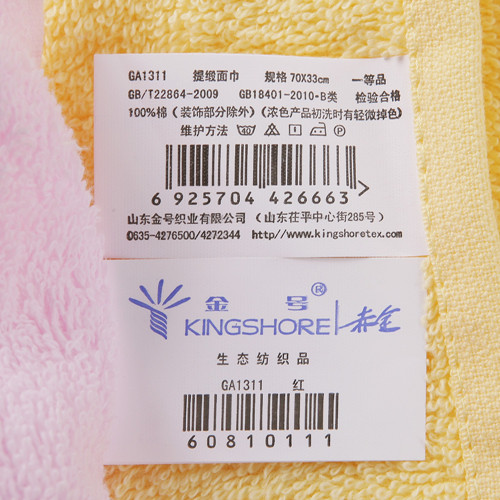 GA1311 提缎面巾 规格 70X33cm 一等品
GB/T22864-2009 GB18401-2010·B类 检验合格
100%棉（装饰部分除外）（浓色产品初洗时有轻微掉色）
维护方法
6 925704 426663
山东金号织业有限公司 （山东茌平中心街285号）
0635-4276500/4272344 http//www.kingshoretex.com
金号®
KINGSHORE
生态纺织品
GA1311 红
60810111